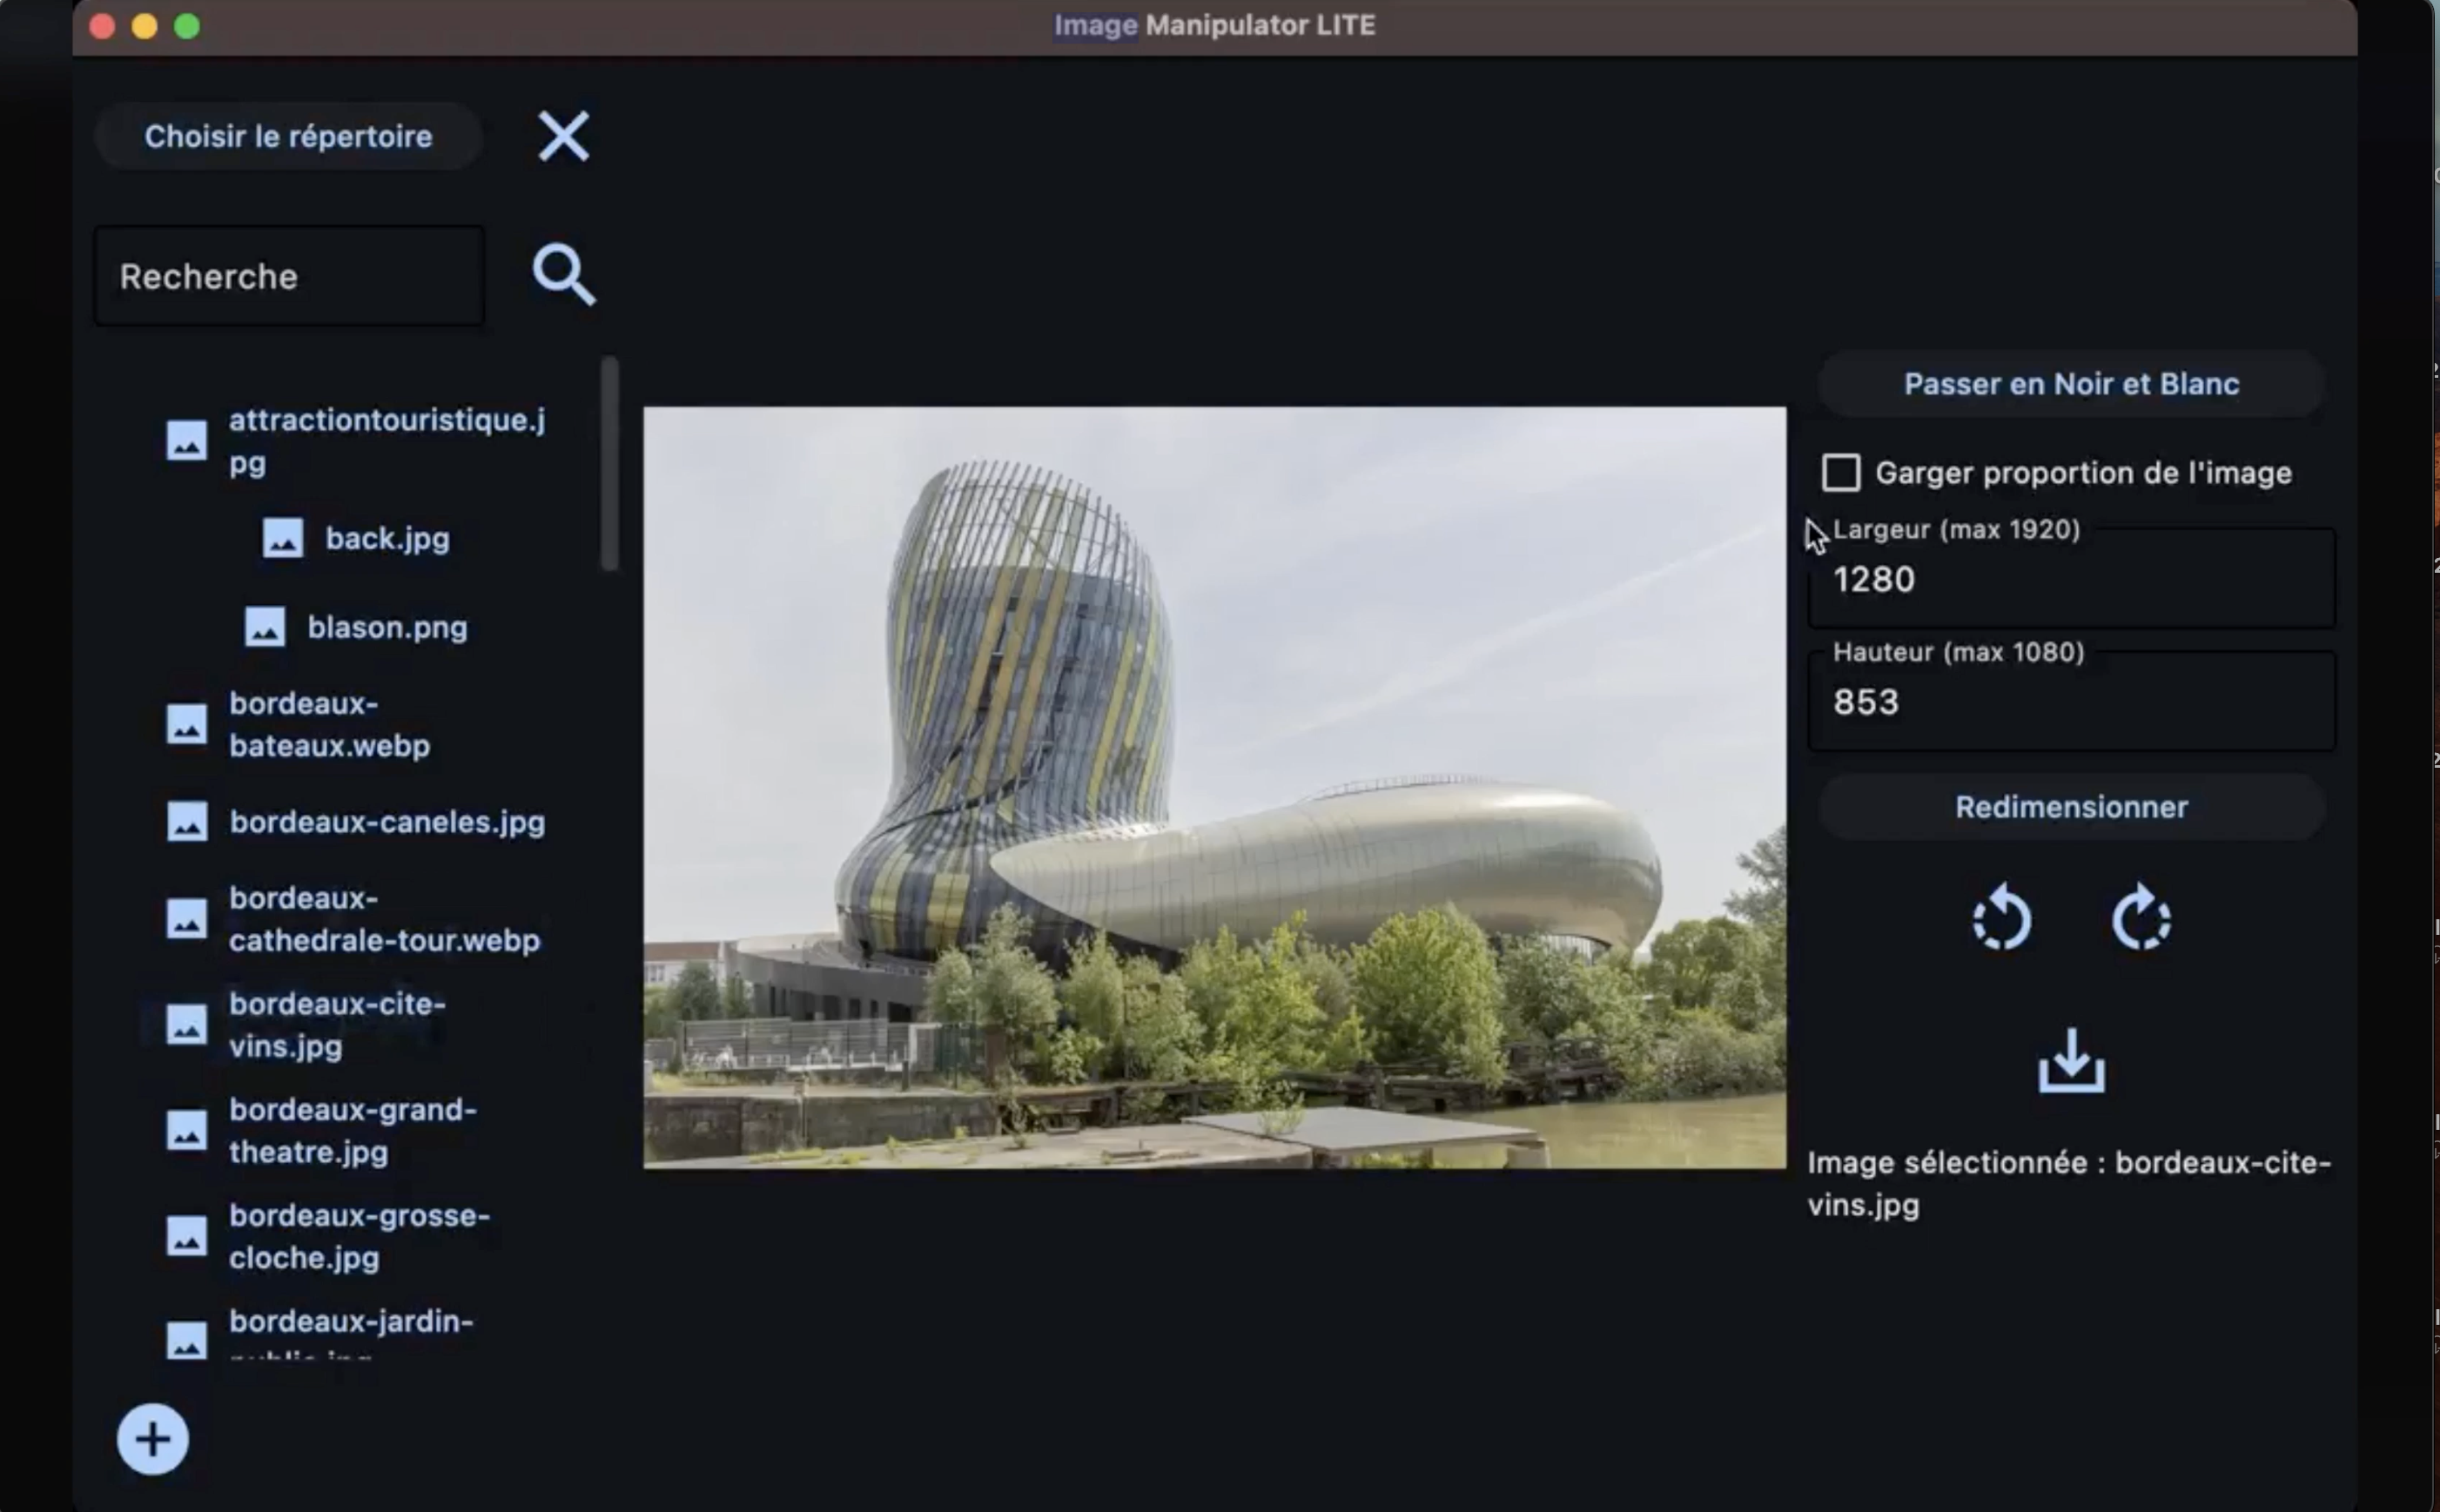 Image Manipulator LITE
Choisir le répertoire
Recherche
attractiontouristique.j
pg
back.jpg
blason.png
bordeaux-
bateaux.webp
bordeaux-caneles.jpg
bordeaux-
cathedrale-tour.webp
bordeaux-cite-
vins.jpg
bordeaux-grand-
theatre.jpg
bordeaux-grosse-
cloche.jpg
bordeaux-jardin-
Passer en Noir et Blanc
Garger proportion de l'image
Largeur (max 1920)
1280
Hauteur (max 1080)
853
Redimensionner
Image sélectionnée : bordeaux-cite-
vins.jpg